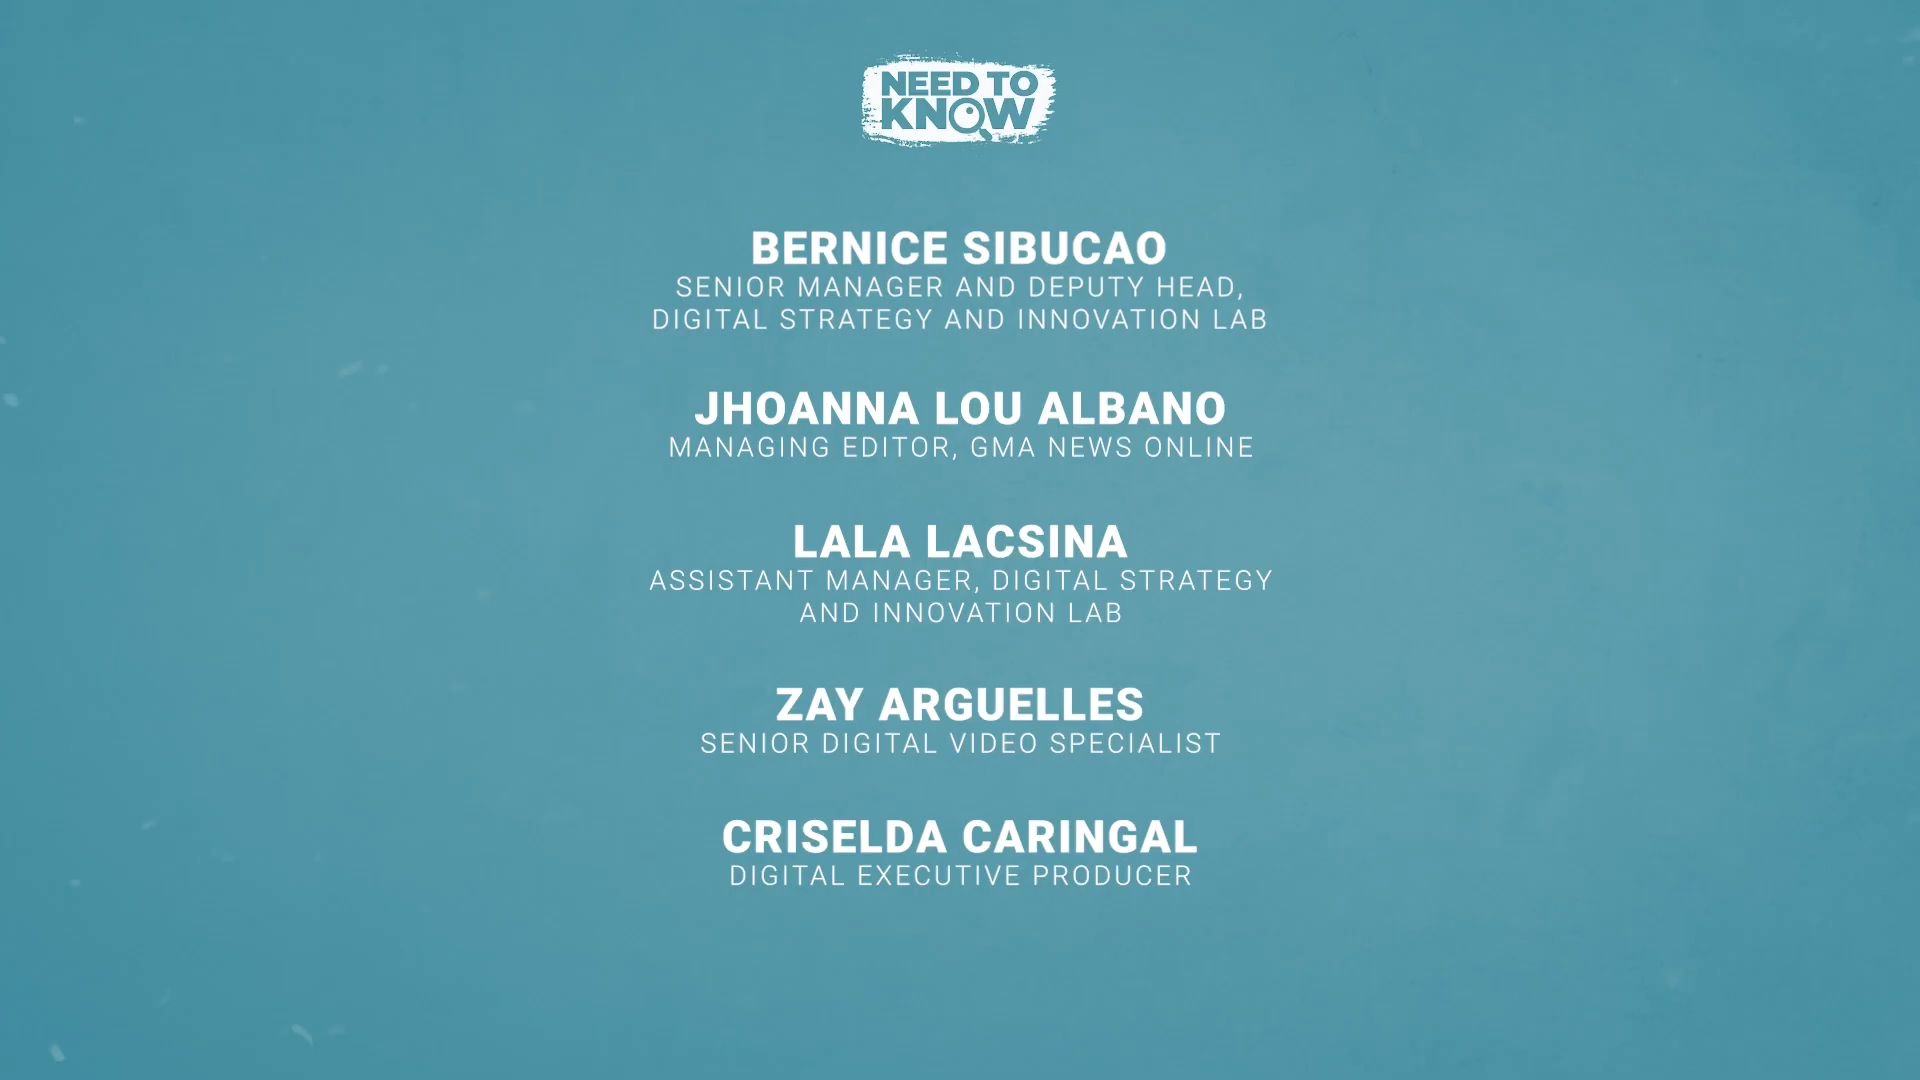 NEED TO
KNOW
BERNICE SIBUCAO
SENIOR MANAGER AND DEPUTY HEAD,
DIGITAL STRATEGY AND INNOVATION LAB
JHOANNA LOU ALBANO
MANAGING EDITOR, GMA NEWS ONLINE
LALA LACSINA
ASSISTANT MANAGER, DIGITAL STRATEGY
AND INNOVATION LAB
ZAY ARGUELLES
SENIOR DIGITAL VIDEO SPECIALIST
CRISELDA CARINGAL
DIGITAL EXECUTIVE PRODUCER